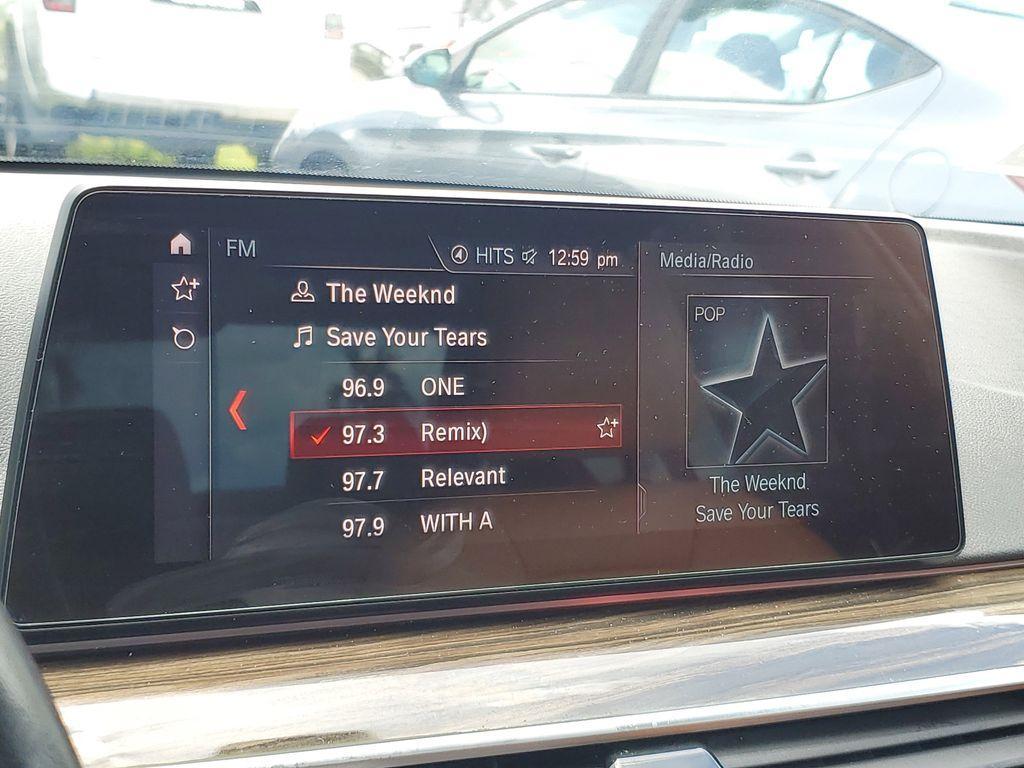 FM
HITS 12:59 pm
The Weeknd
Save Your Tears
96.9 ONE
97.3 Remix)
97.7 Relevant
97.9 WITH A
Media/Radio
POP
The Weeknd
Save Your Tears